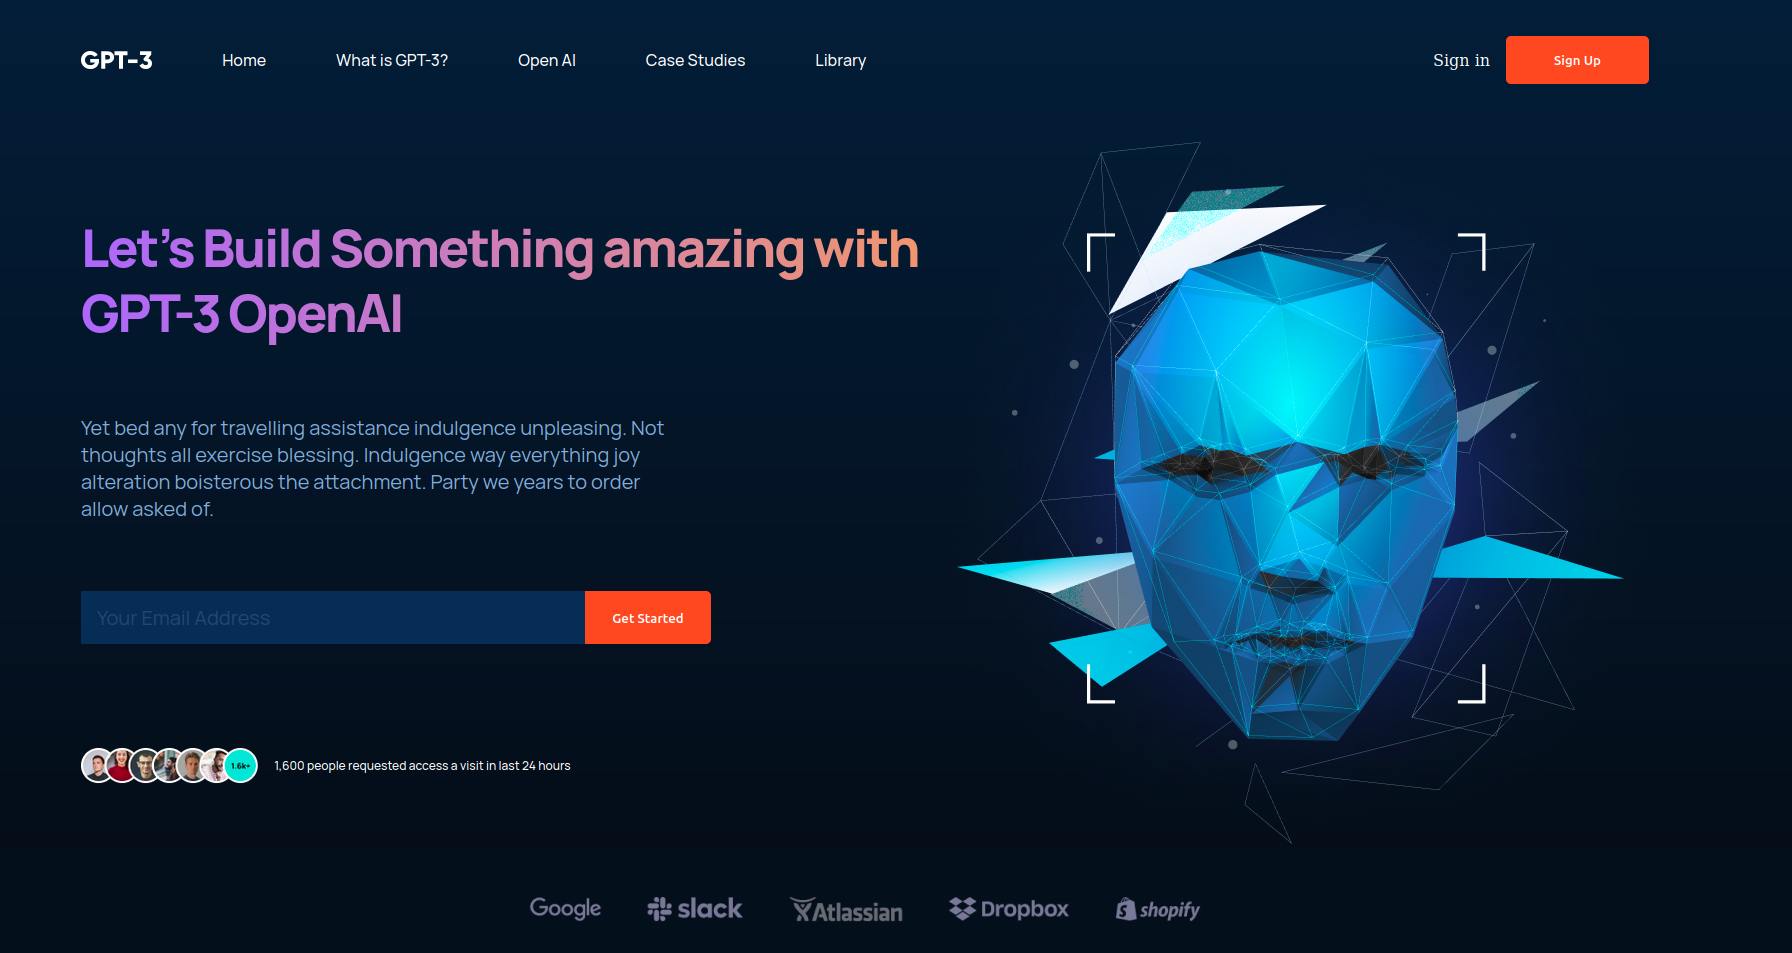 GPT-3
Home
What is GPT-3?
Open AI
Case Studies
Library
Sign in
Sign Up
Let's Build Something amazing with
GPT-3 OpenAI
Yet bed any for travelling assistance indulgence unpleasing. Not
thoughts all exercise blessing. Indulgence way everything joy
alteration boisterous the attachment. Party we years to order
allow asked of.
Your Email Address
Get Started
1.6k+
1,600 people requested access a visit in last 24 hours
Google
slack
Atlassian
Dropbox
shopify